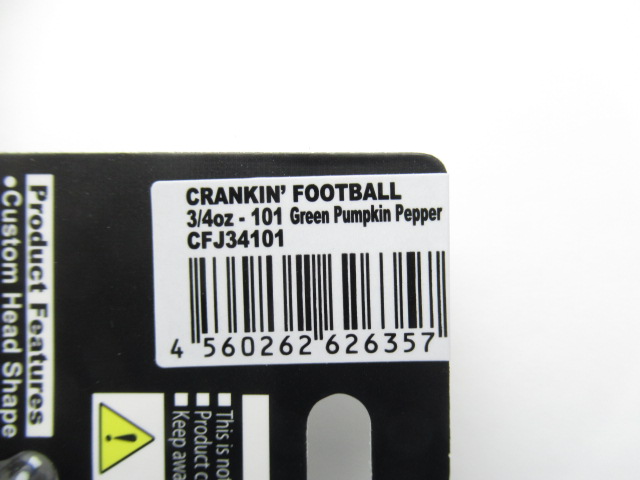 CRANKIN' FOOTBALL
3/4oz - 101 Green Pumpkin Pepper
CFJ34101
4 560262 626357
Product Features
•Custom Head Shape
■ This is not
■ Product
■ Keep